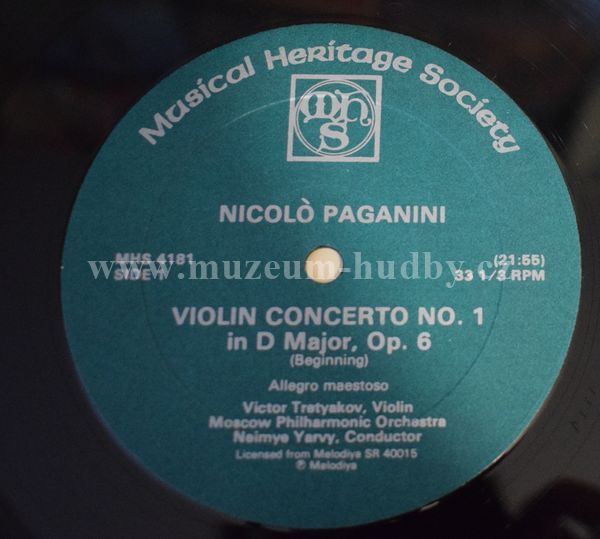 Musical Heritage Society
mhs
NICOLÒ PAGANINI
MHS 4181
(21:55)
SIDE 1
33 1/3 RPM
www.muzeum-hudby.cz
VIOLIN CONCERTO NO. 1
in D Major, Op. 6
(Beginning)
Allegro maestoso
Victor Tretyakov, Violin
Moscow Philharmonic Orchestra
Neimye Yarvy, Conductor
Licensed from Melodiya SR 40015
℗ Melodiya